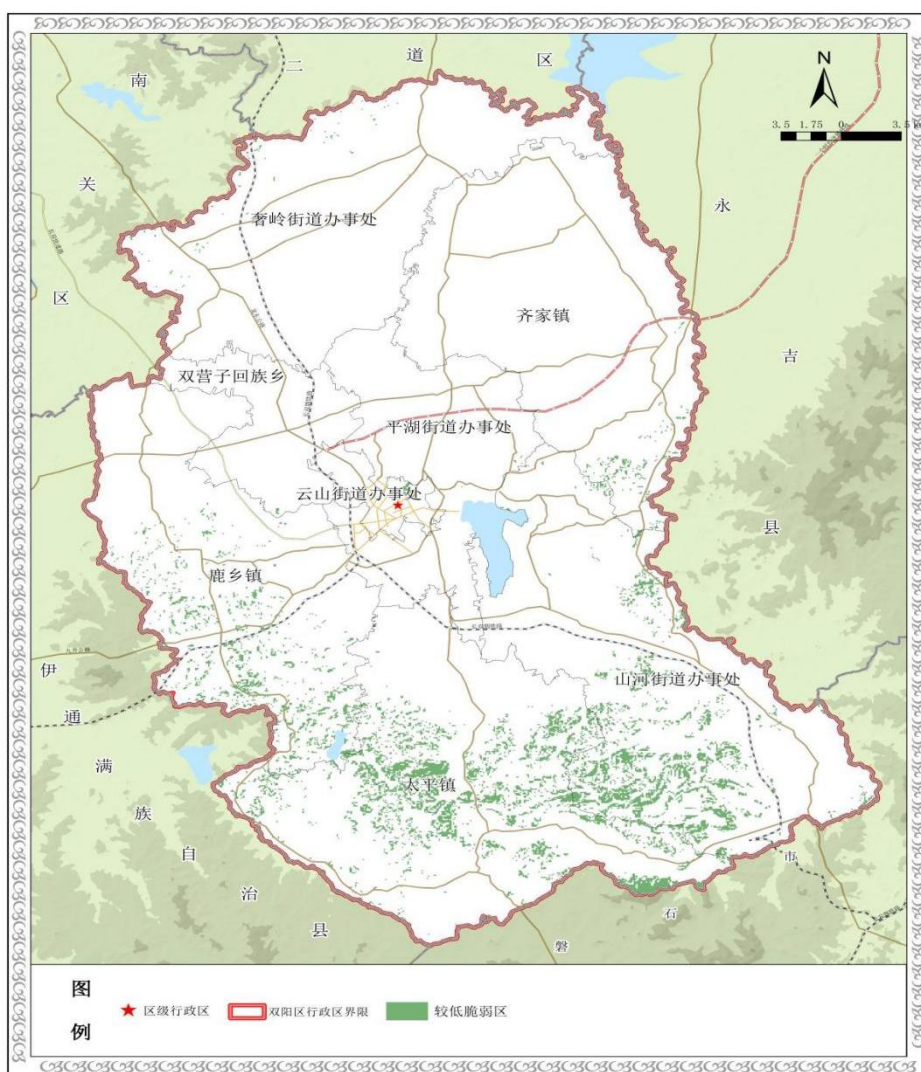 二
道
区
南
关
区
N
3.5 1.75 0
3.5
永
吉
县
奢岭街道办事处
齐家镇
双营子回族乡
平湖街道办事处
云山街道办事处
鹿乡镇
山河街道办事处
太平镇
伊
通
满
族
自
治
县
磐
石
市
图
例
区级行政区
双阳区行政区界限
较低脆弱区